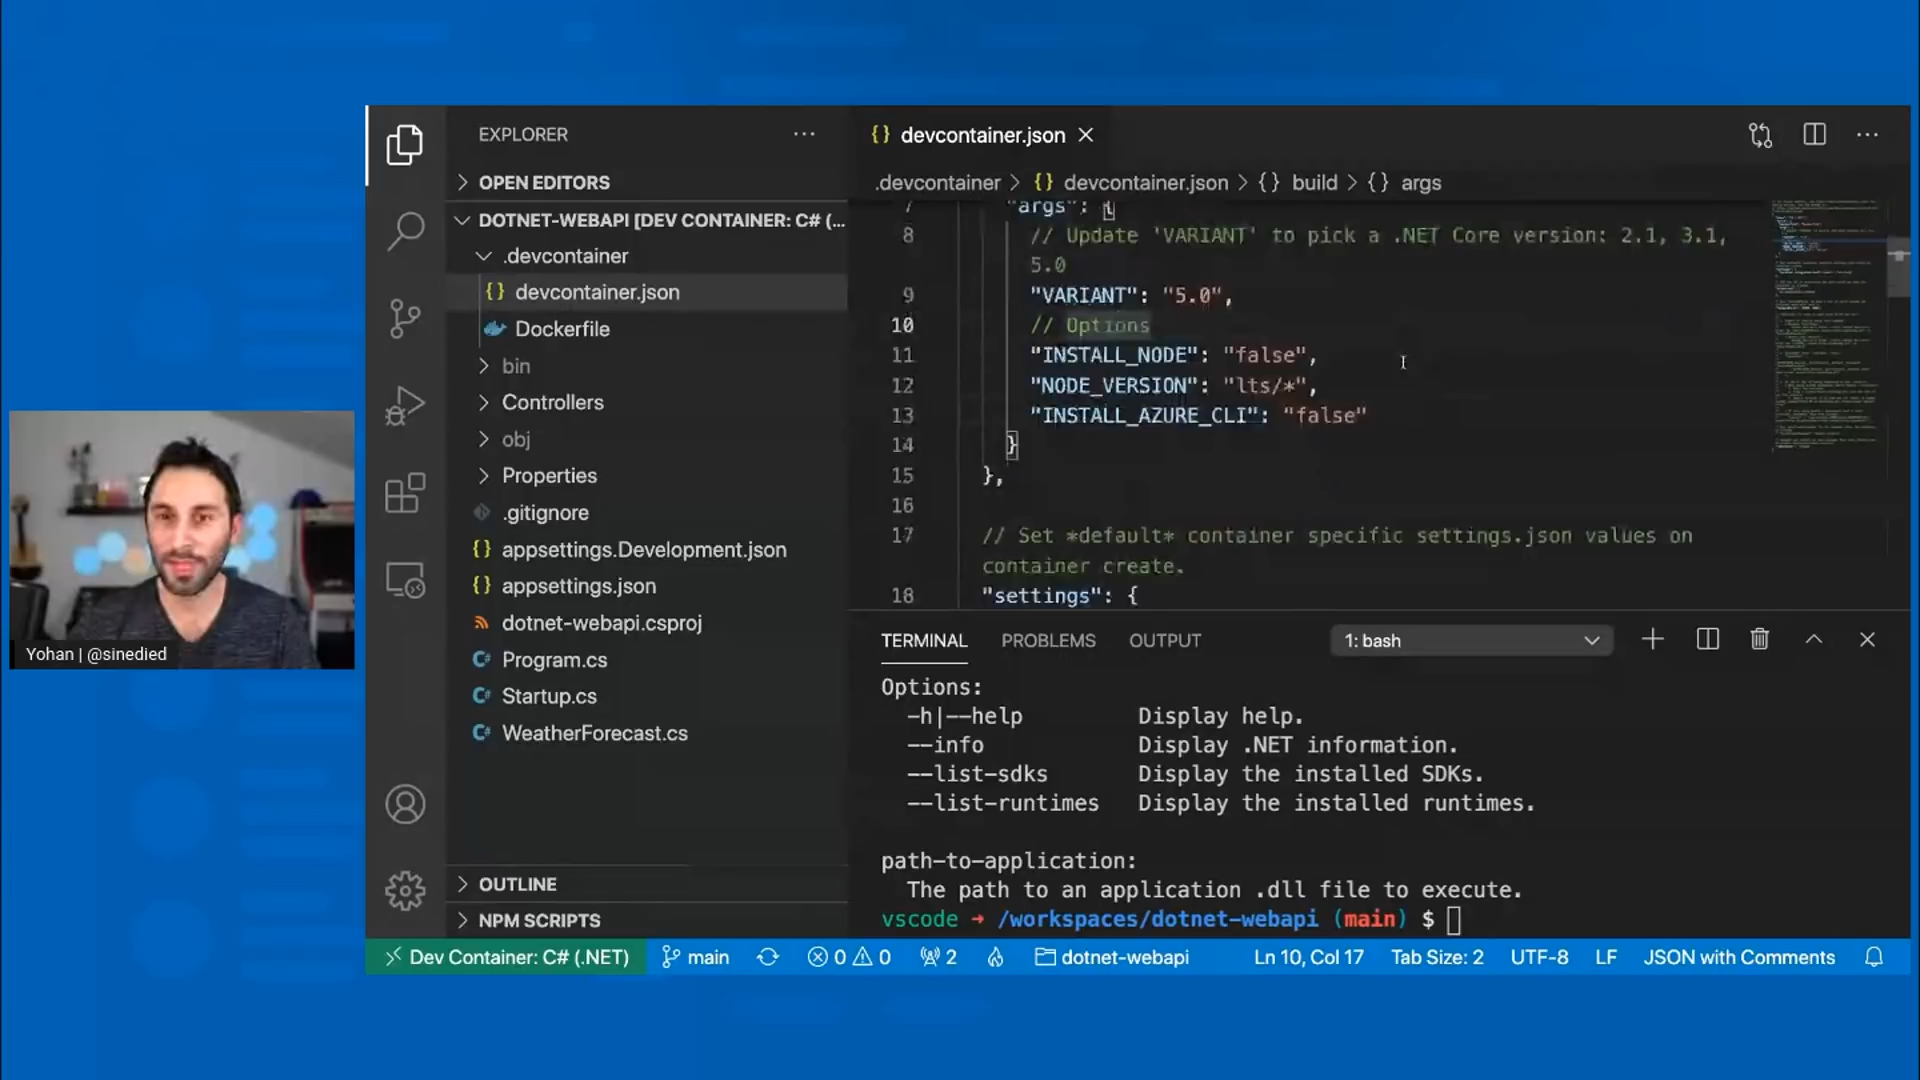 EXPLORER
OPEN EDITORS
DOTNET-WEBAPI [DEV CONTAINER: C# (...
.devcontainer
devcontainer.json
Dockerfile
bin
Controllers
obj
Properties
.gitignore
appsettings.Development.json
appsettings.json
dotnet-webapi.csproj
Program.cs
Startup.cs
WeatherForecast.cs
OUTLINE
NPM SCRIPTS
devcontainer.json
.devcontainer > {} devcontainer.json > {} build > {} args
7 "args": {
8 // Update 'VARIANT' to pick a .NET Core version: 2.1, 3.1,
5.0
9 "VARIANT": "5.0",
10 // Options
11 "INSTALL_NODE": "false",
12 "NODE_VERSION": "lts/*",
13 "INSTALL_AZURE_CLI": "false"
14 }
15 },
16
17 // Set *default* container specific settings.json values on
container create.
18 "settings": {
TERMINAL PROBLEMS OUTPUT 1: bash
Options:
-h|--help Display help.
--info Display .NET information.
--list-sdks Display the installed SDKs.
--list-runtimes Display the installed runtimes.
path-to-application:
The path to an application .dll file to execute.
vscode → /workspaces/dotnet-webapi (main) $
Dev Container: C# (.NET) main 0 0 2 dotnet-webapi Ln 10, Col 17 Tab Size: 2 UTF-8 LF JSON with Comments
Yohan | @sinedied